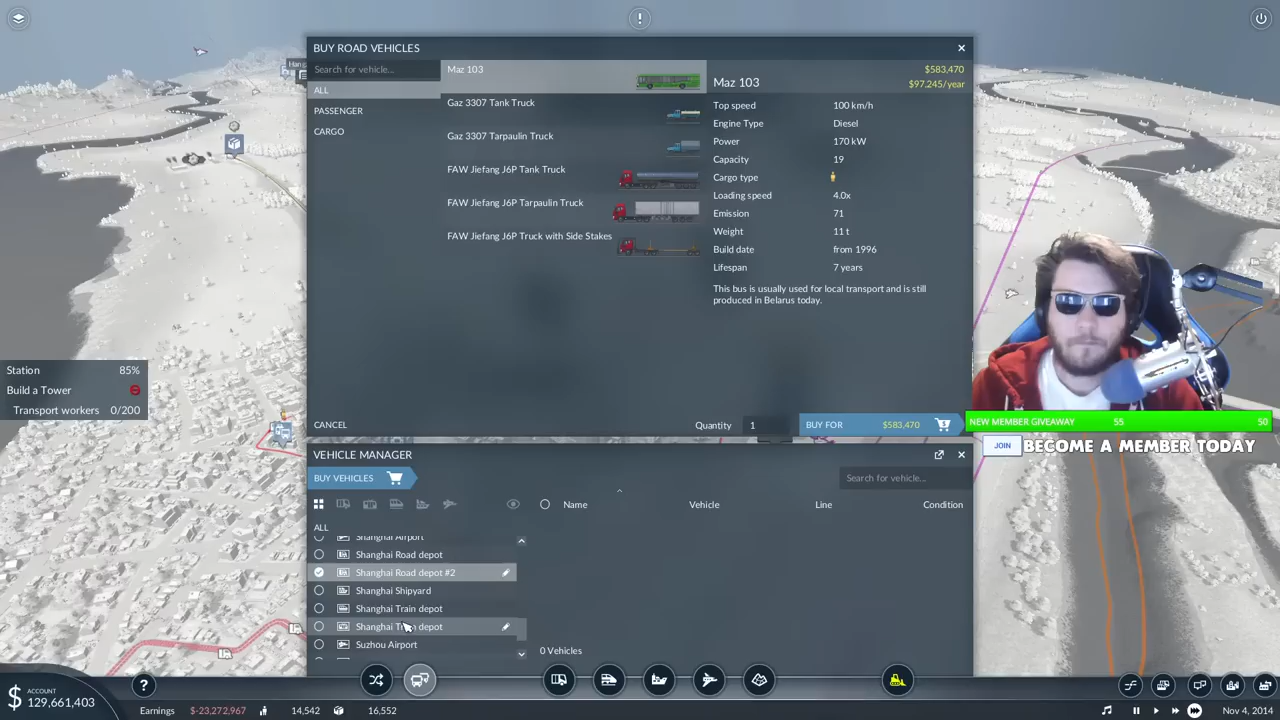 Han
BUY ROAD VEHICLES
Search for vehicle...
ALL
PASSENGER
CARGO
Maz 103
Gaz 3307 Tank Truck
Gaz 3307 Tarpaulin Truck
FAW Jiefang J6P Tank Truck
FAW Jiefang J6P Tarpaulin Truck
FAW Jiefang J6P Truck with Side Stakes
$583,470
Maz 103
$97.245/year
Top speed 100 km/h
Engine Type Diesel
Power 170 kW
Capacity 19
Cargo type
Loading speed 4.0x
Emission 71
Weight 11 t
Build date from 1996
Lifespan 7 years
This bus is usually used for local transport and is still
produced in Belarus today.
Station 85%
Build a Tower
Transport workers 0/200
CANCEL
Quantity 1
BUY FOR $583,470
NEW MEMBER GIVEAWAY 55 50
JOIN BECOME A MEMBER TODAY
VEHICLE MANAGER
BUY VEHICLES
Search for vehicle...
Name Vehicle Line Condition
ALL
Shanghai Airport
Shanghai Road depot
Shanghai Road depot #2
Shanghai Shipyard
Shanghai Train depot
Shanghai depot
Suzhou Airport
0 Vehicles
$ ACCOUNT
129,661,403
?
Earnings $-23,272,967 14,542 16,552
Nov 4, 2014